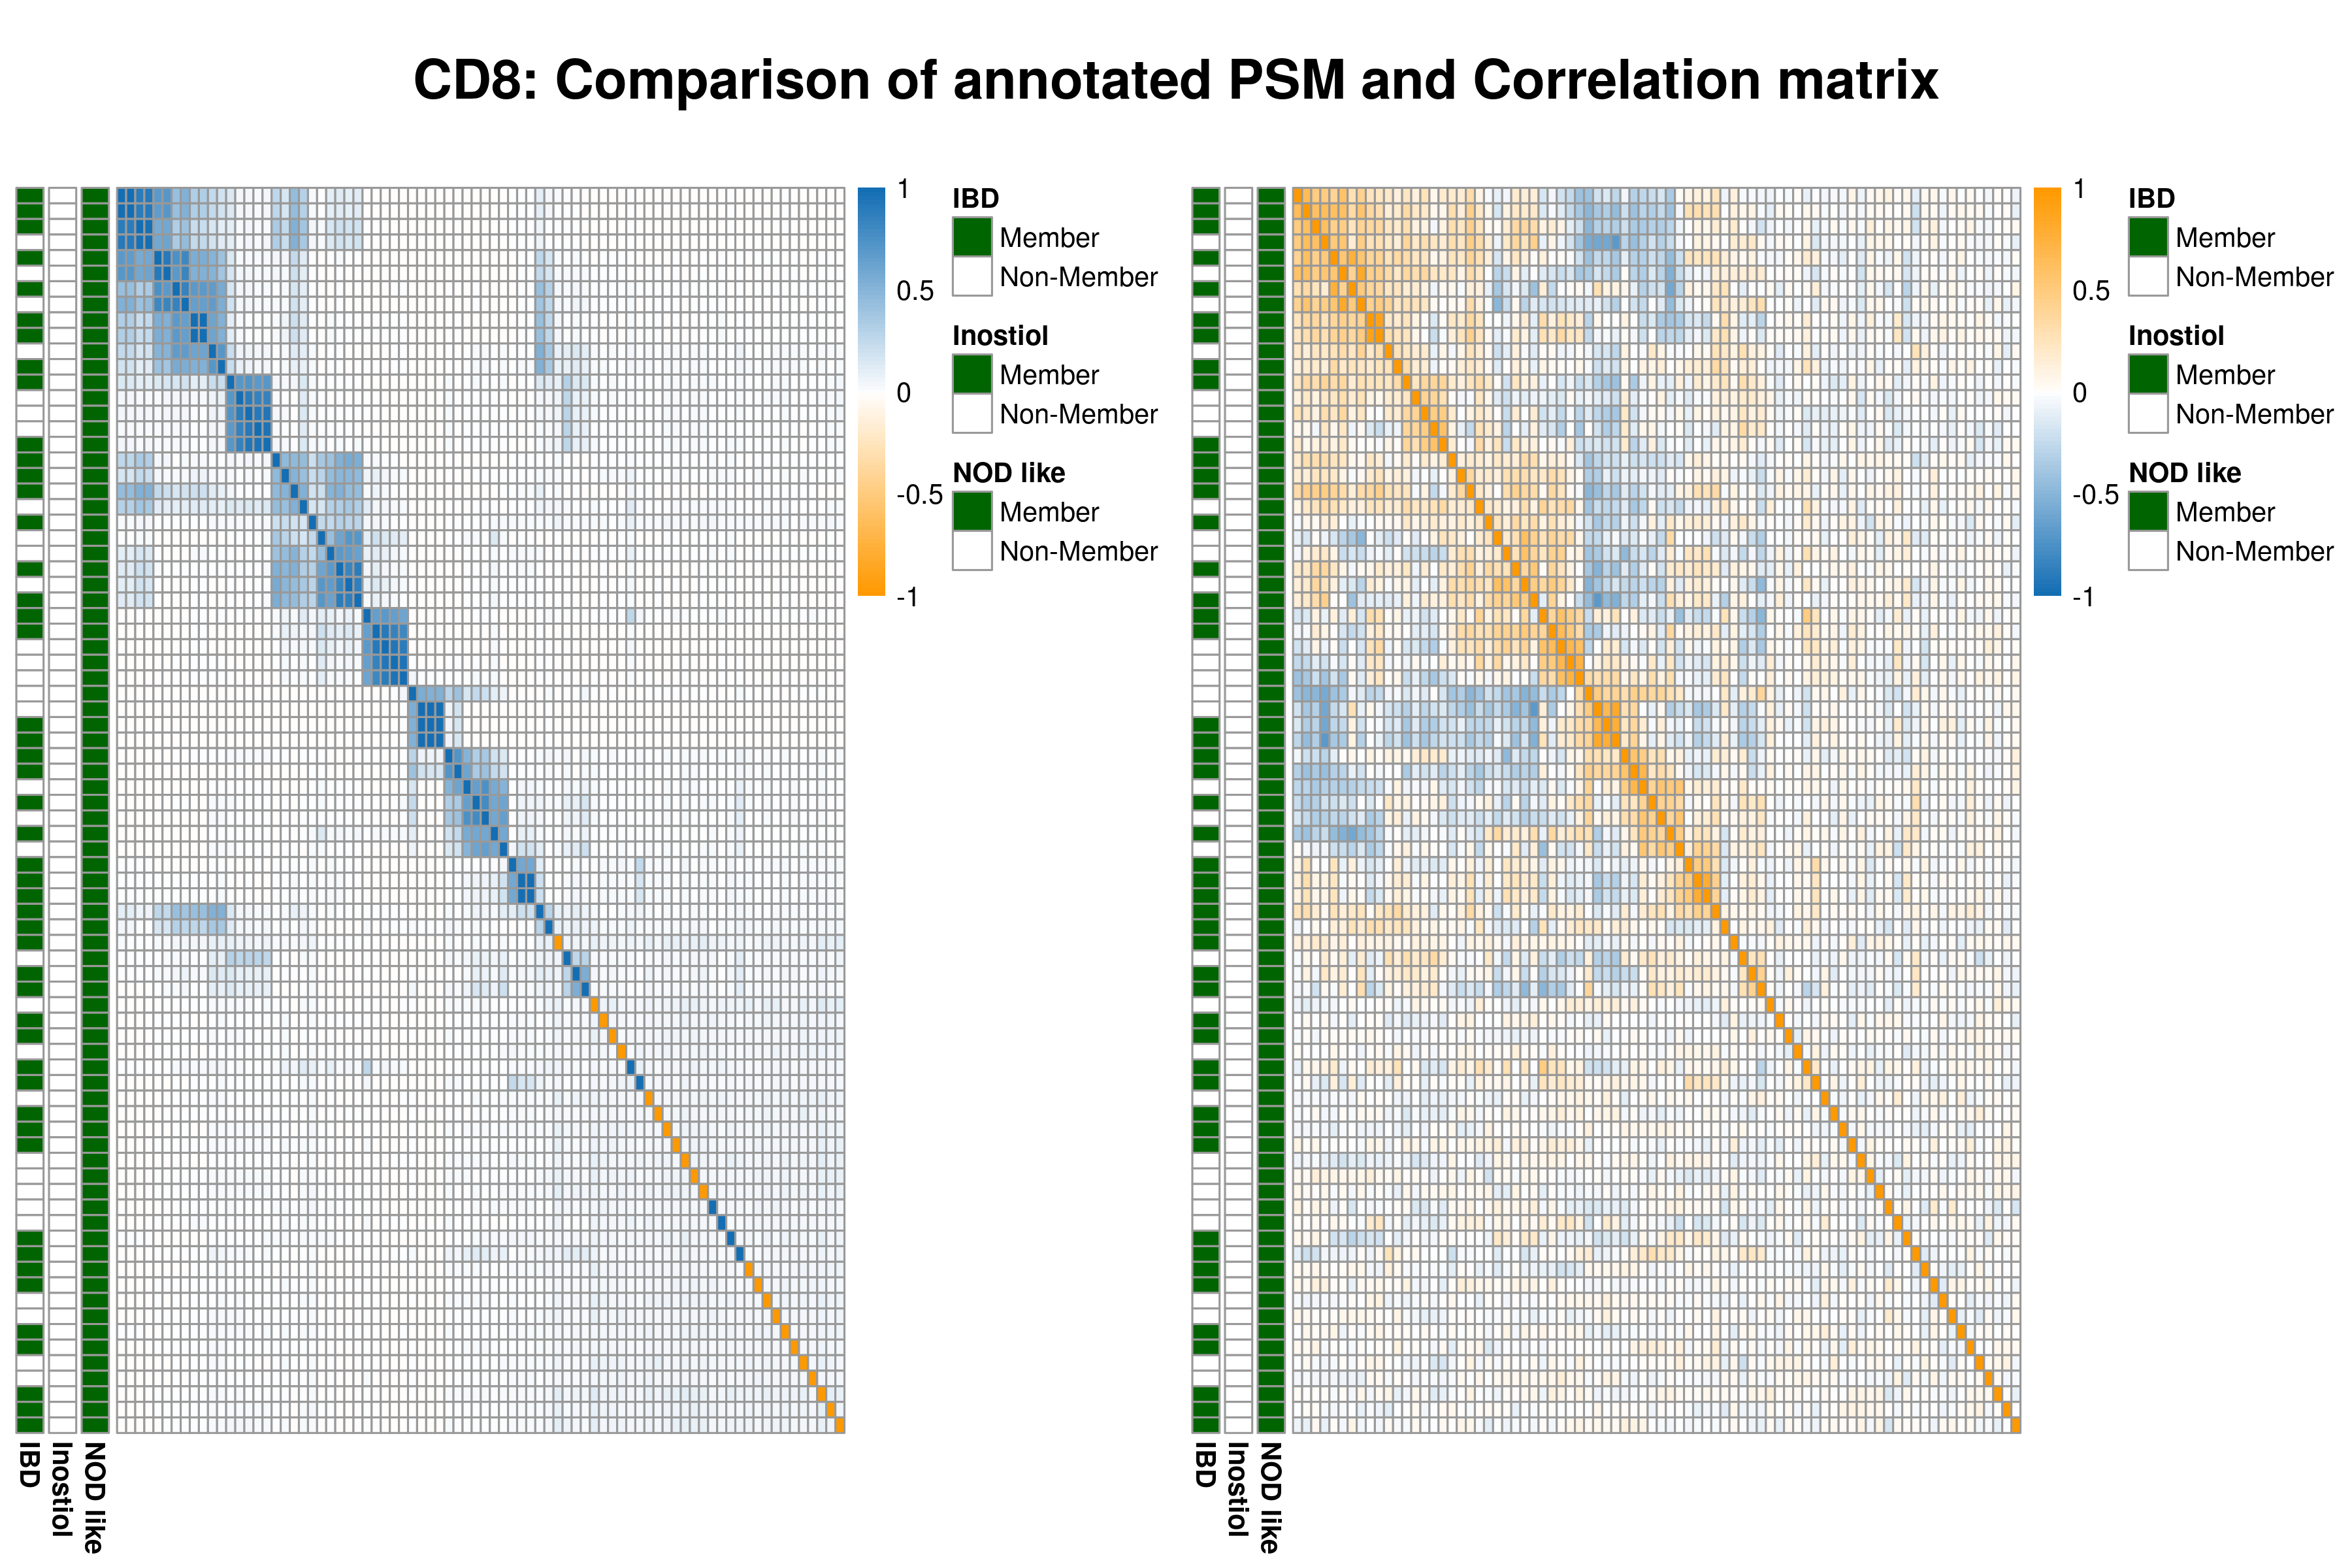 CD8: Comparison of annotated PSM and Correlation matrix
1
0.5
0
-0.5
-1
IBD
Member
Non-Member
Inostiol
Member
Non-Member
NOD like
Member
Non-Member
IBD
Inostiol
NOD like
1
0.5
0
-0.5
-1
IBD
Member
Non-Member
Inostiol
Member
Non-Member
NOD like
Member
Non-Member
IBD
Inostiol
NOD like